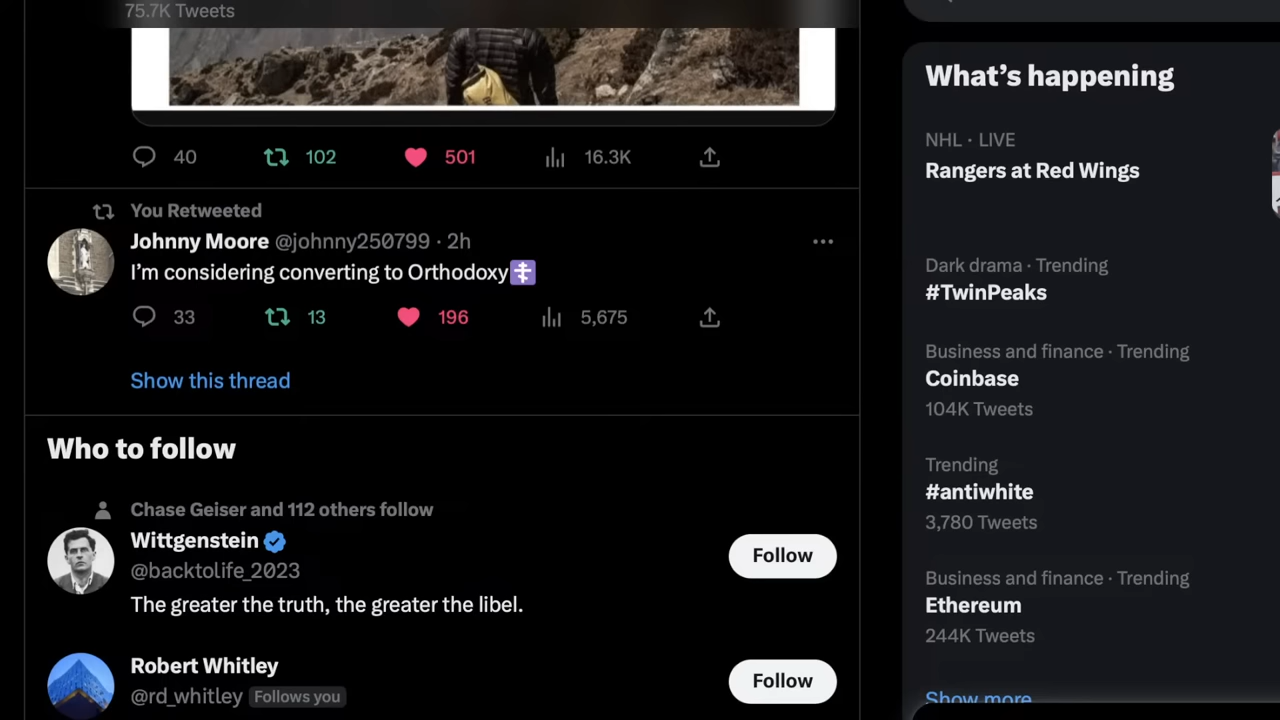 75.7K Tweets
40 102 501 16.3K
You Retweeted
Johnny Moore @johnny250799 · 2h
I'm considering converting to Orthodoxy☦️
33 13 196 5,675
Show this thread
Who to follow
Chase Geiser and 112 others follow
Wittgenstein
@backtolife_2023
Follow
The greater the truth, the greater the libel.
Robert Whitley
@rd_whitley Follows you
Follow
What's happening
NHL · LIVE
Rangers at Red Wings
Dark drama · Trending
#TwinPeaks
Business and finance · Trending
Coinbase
104K Tweets
Trending
#antiwhite
3,780 Tweets
Business and finance · Trending
Ethereum
244K Tweets
Show more